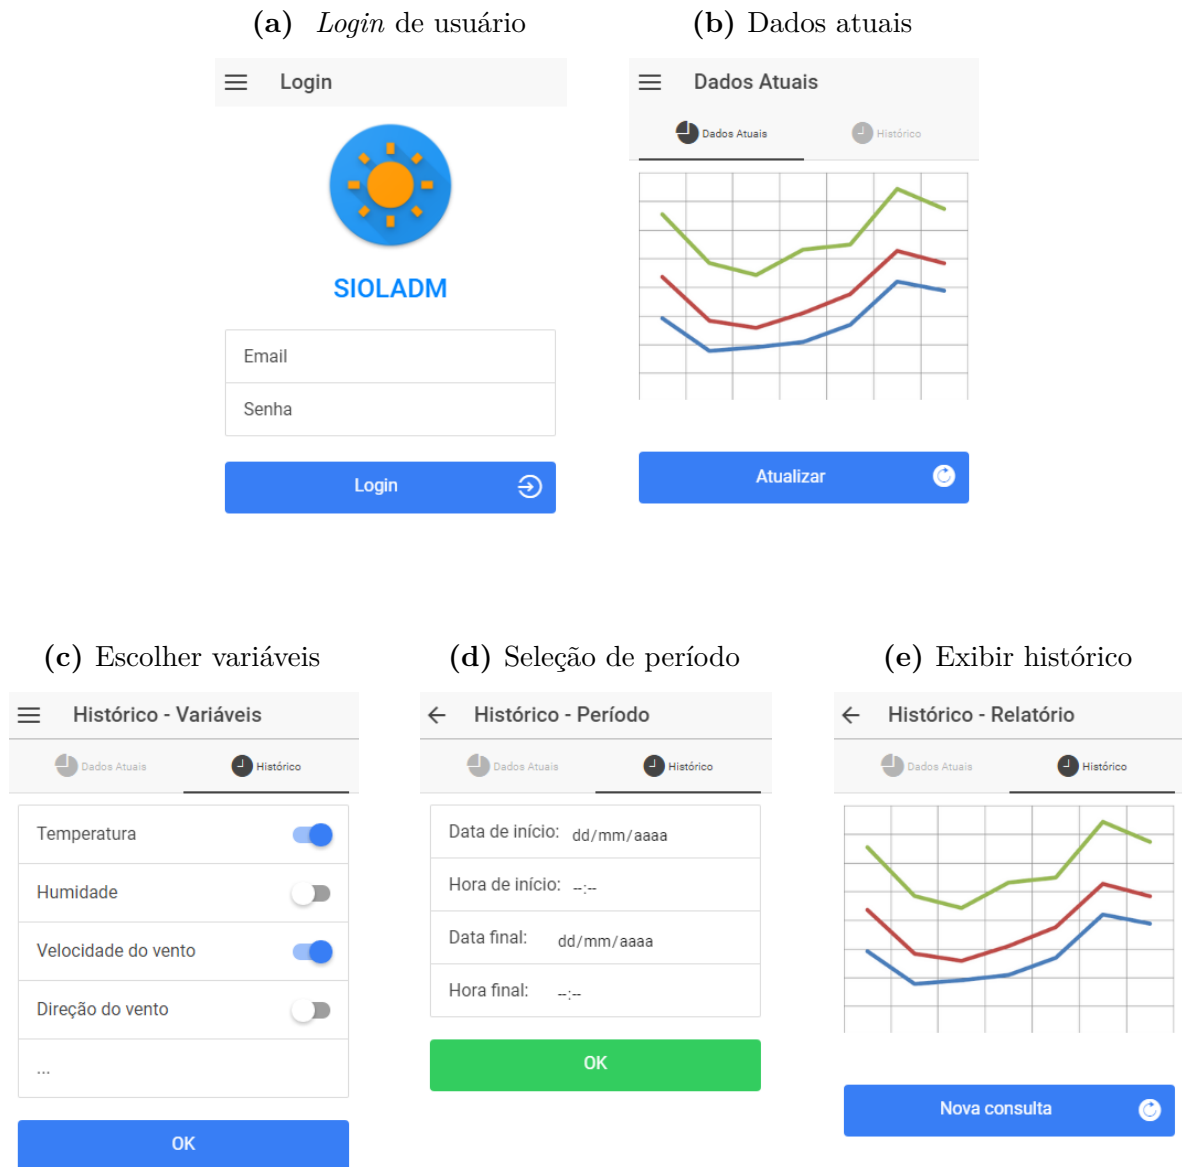 (a) Login de usuário
(b) Dados atuais
Login
SIOLADM
Email
Senha
Login
Dados Atuais
Dados Atuais
Histórico
Atualizar
(c) Escolher variáveis
(d) Seleção de período
(e) Exibir histórico
Histórico - Variáveis
Dados Atuais
Histórico
Temperatura
Humidade
Velocidade do vento
Direção do vento
...
OK
Histórico - Período
Dados Atuais
Histórico
Data de início: dd/mm/aaaa
Hora de início: --:--
Data final: dd/mm/aaaa
Hora final: --:--
OK
Histórico - Relatório
Dados Atuais
Histórico
Nova consulta